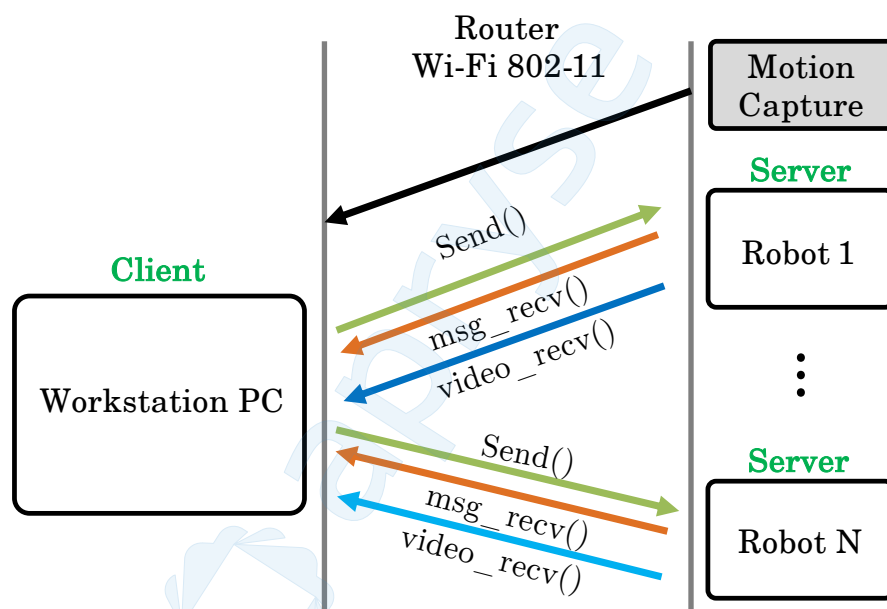 Router
Wi-Fi 802-11
Motion
Capture
Server
Send()
Robot 1
Client
msg_recv()
video_recv()
Workstation PC
Send()
Server
msg_recv()
Robot N
video_recv()
apryse